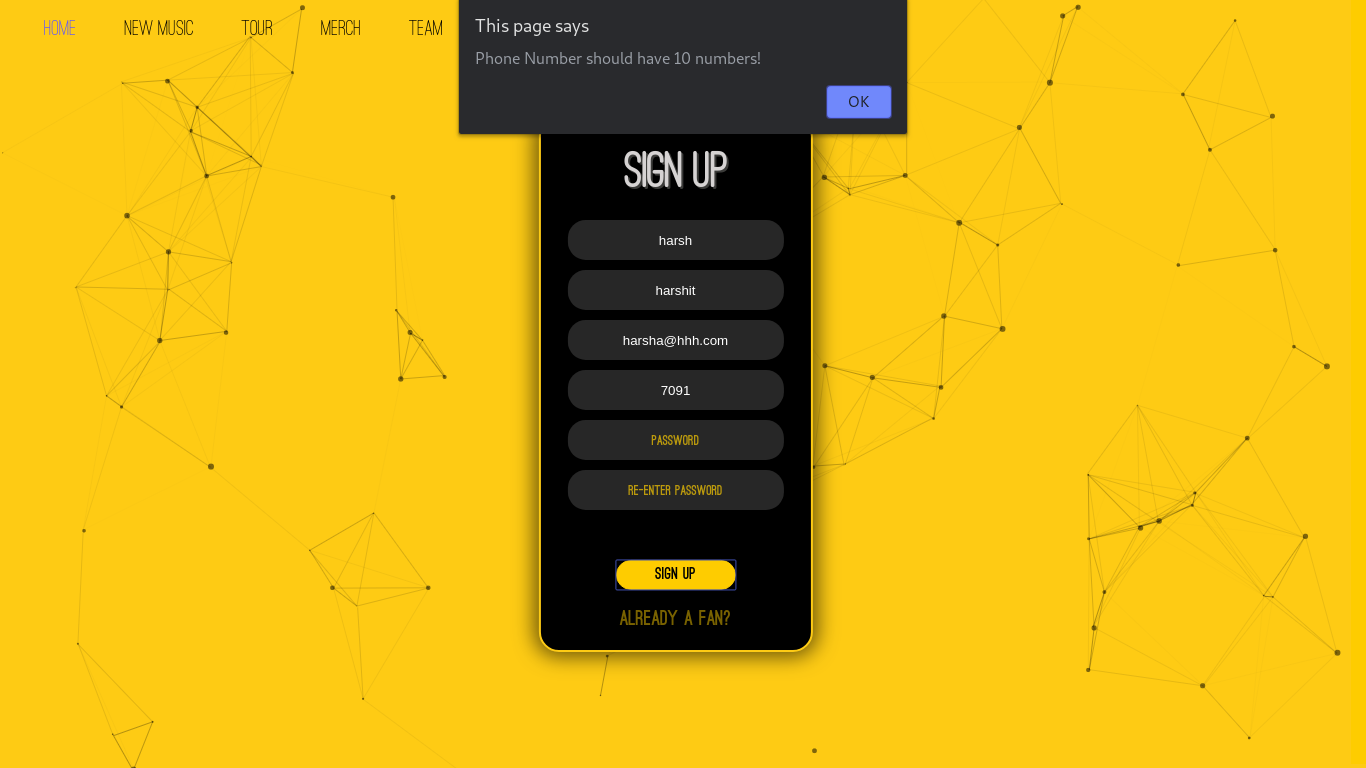 HOME NEW MUSIC TOUR MERCH TEAM
This page says
Phone Number should have 10 numbers!
OK
SIGN UP
harsh
harshit
harsha@hhh.com
7091
PASSWORD
RE-ENTER PASSWORD
SIGN UP
ALREADY A FAN?